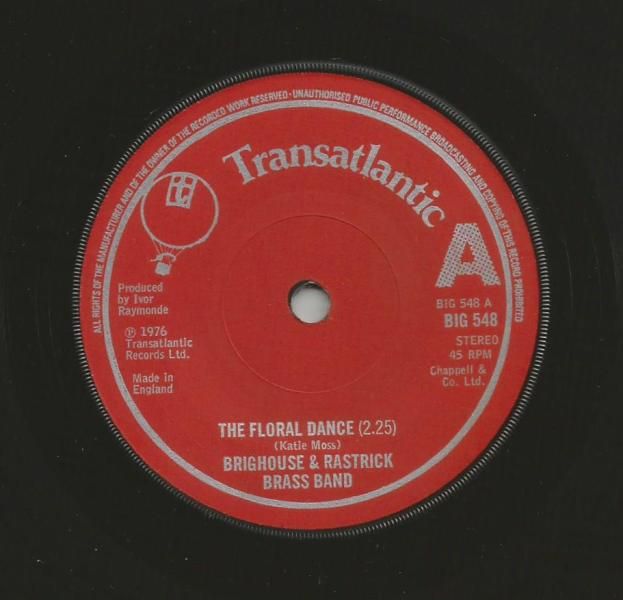 ALL RIGHTS OF THE MANUFACTURER AND OF THE OWNER OF THE RECORDED WORK RESERVED · UNAUTHORISED PUBLIC PERFORMANCE BROADCASTING AND COPYING OF THIS RECORD PROHIBITED
Transatlantic
A
BIG 548 A
BIG 548
STEREO
45 RPM
Chappell &
Co. Ltd.
Produced
by Ivor
Raymonde
℗ 1976
Transatlantic
Records Ltd.
Made in
England
THE FLORAL DANCE (2.25)
(Katie Moss)
BRIGHOUSE & RASTRICK
BRASS BAND